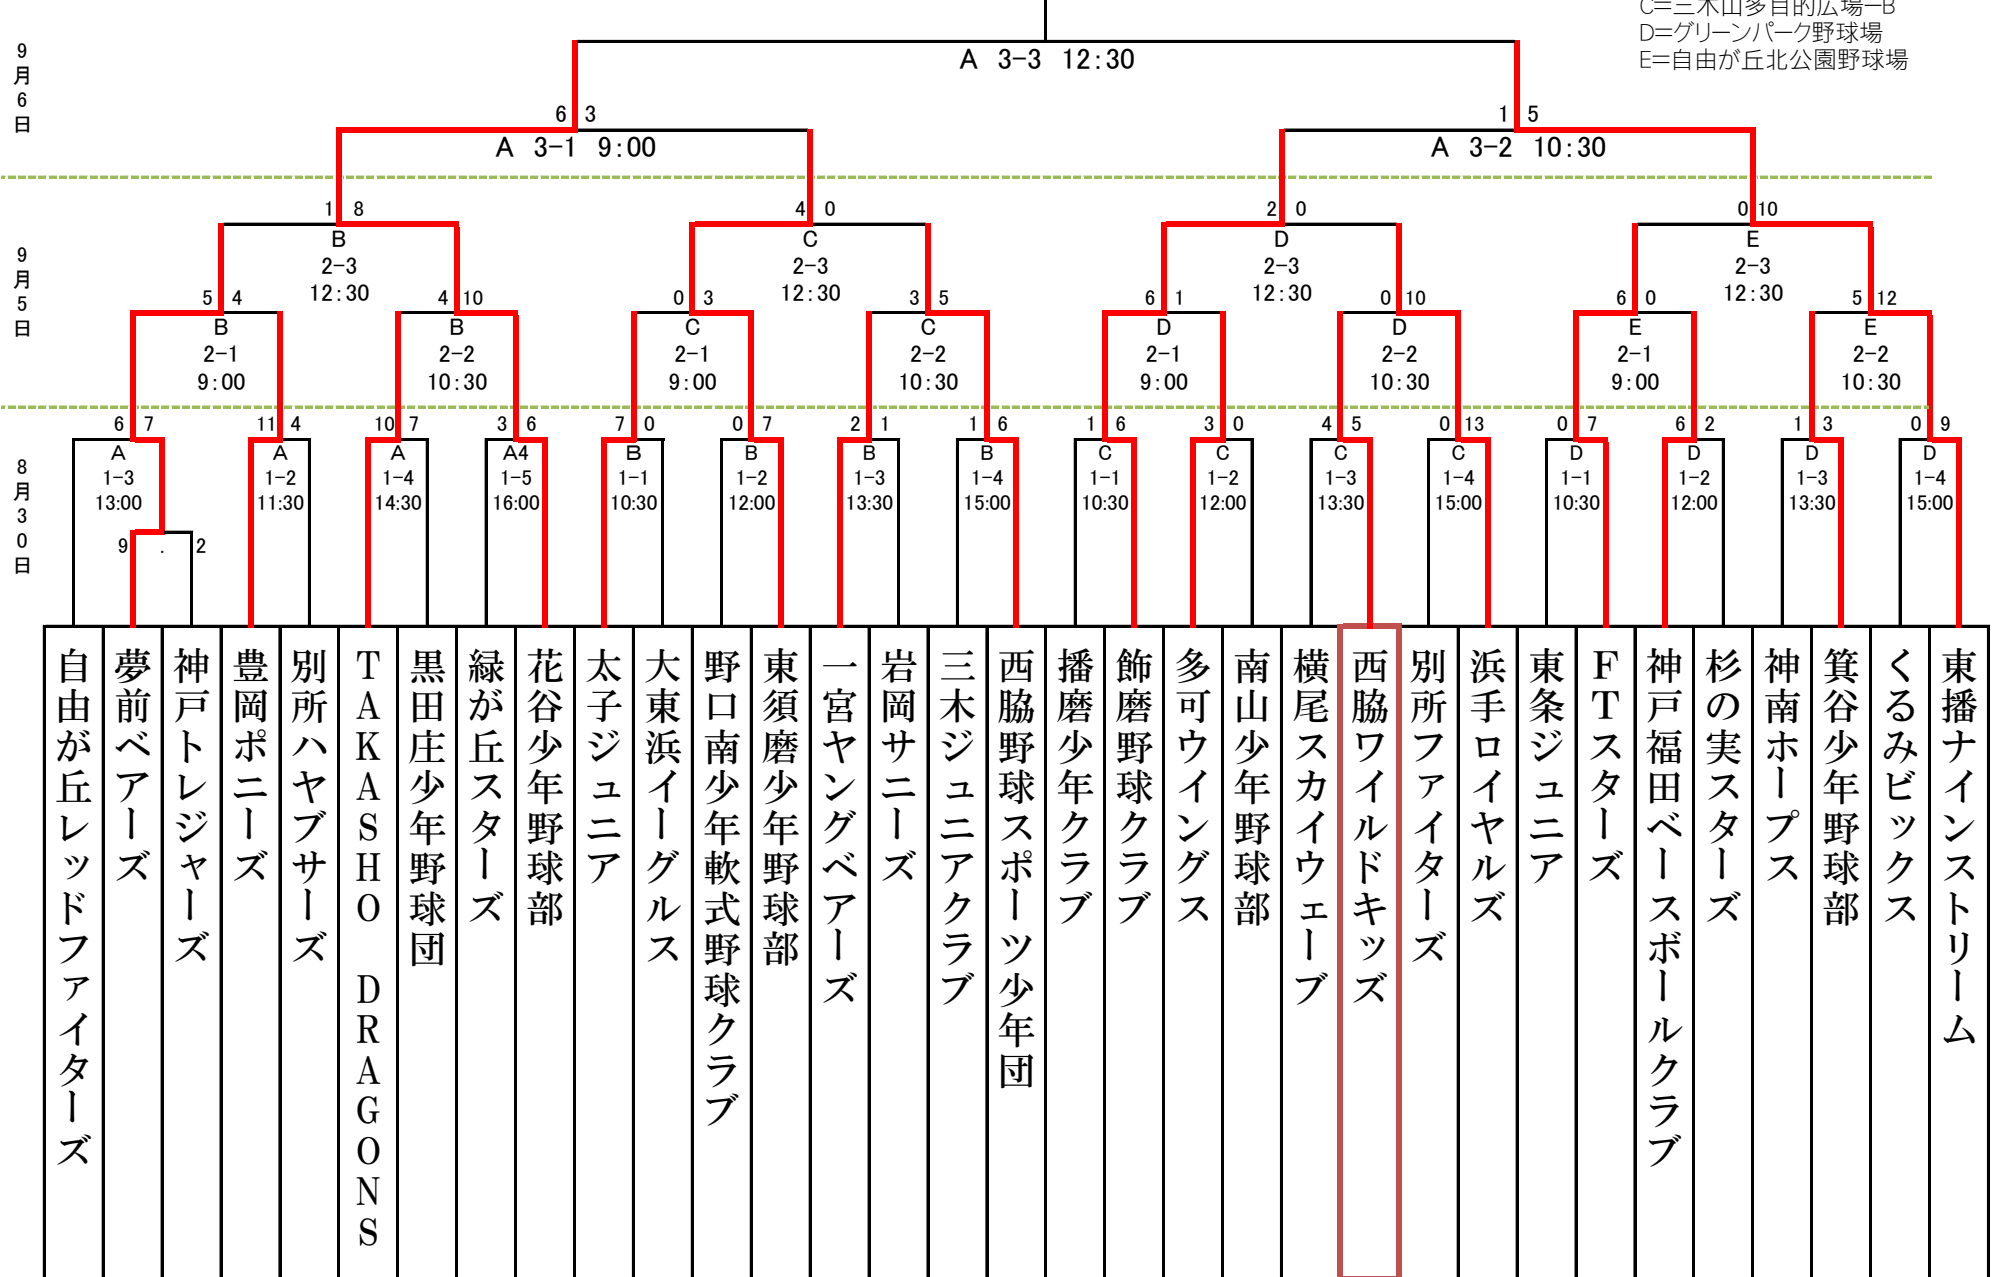 C=三木山多目的広場ーB
D=グリーンパーク野球場
E=自由が丘北公園野球場
9月6日
A 3-3 12:30
6 3
1 5
A 3-1 9:00
A 3-2 10:30
9月5日
1 8
4 0
2 0
0 10
B
C
D
E
2-3
2-3
2-3
2-3
12:30
12:30
12:30
12:30
5 4
4 10
0 3
3 5
6 1
0 10
6 0
5 12
B
B
C
C
D
D
E
E
2-1
2-2
2-1
2-2
2-1
2-2
2-1
2-2
9:00
10:30
9:00
10:30
9:00
10:30
9:00
10:30
8月30日
6 7
11 4
10 7
3 6
7 0
0 7
2 1
1 6
1 6
3 0
4 5
0 13
0 7
6 2
1 3
0 9
A
A
A
A4
B
B
B
B
C
C
C
C
D
D
D
D
1-3
1-2
1-4
1-5
1-1
1-2
1-3
1-4
1-1
1-2
1-3
1-4
1-1
1-2
1-3
1-4
13:00
11:30
14:30
16:00
10:30
12:00
13:30
15:00
10:30
12:00
13:30
15:00
10:30
12:00
13:30
15:00
9 . 2
自由が丘レッドファイターズ
夢前ベアーズ
神戸トレジャーズ
豊岡ポニーズ
別所ハヤブサーズ
TAKASHO DRAGONS
黒田庄少年野球団
緑が丘スターズ
花谷少年野球部
太子ジュニア
大東浜イーグルス
野口南少年軟式野球クラブ
東須磨少年野球部
一宮ヤングベアーズ
岩岡サニーズ
三木ジュニアクラブ
西脇野球スポーツ少年団
播磨少年クラブ
飾磨野球クラブ
多可ウイングス
南山少年野球部
横尾スカイウェーブ
西脇ワイルドキッズ
別所ファイターズ
浜手ロイヤルズ
東条ジュニア
FTスターズ
神戸福田ベースボールクラブ
杉の実スターズ
神南ホープス
箕谷少年野球部
くるみビックス
東播ナインストリーム